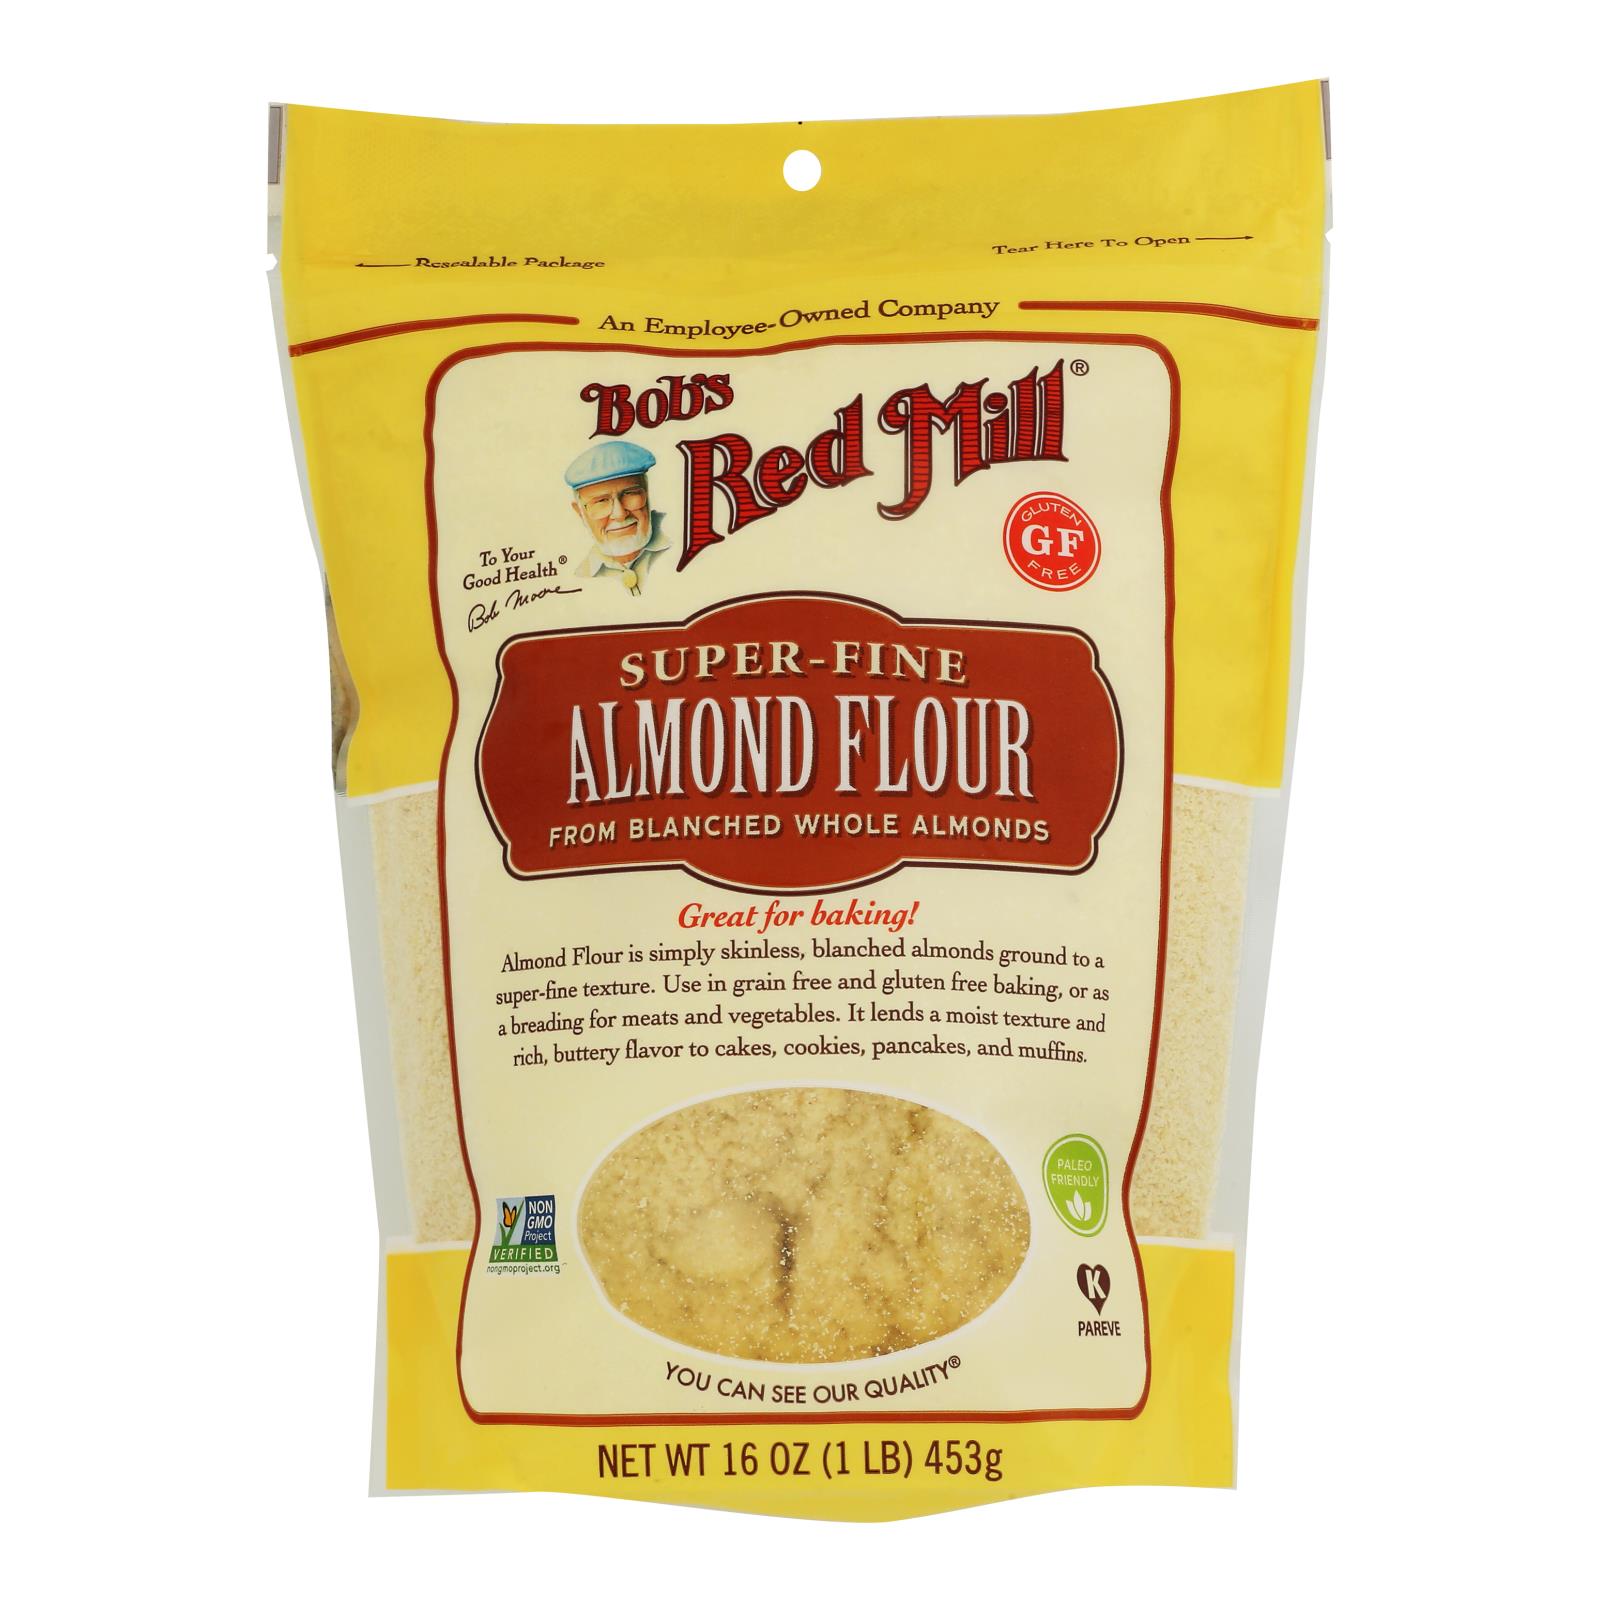 Resealable Package
Tear Here To Open
An Employee-Owned Company
Bob's
Red Mill®
To Your
Good Health®
Bob Moore
GLUTEN
GF
FREE
SUPER-FINE
ALMOND FLOUR
FROM BLANCHED WHOLE ALMONDS
Great for baking!
Almond Flour is simply skinless, blanched almonds ground to a
super-fine texture. Use in grain free and gluten free baking, or as
a breading for meats and vegetables. It lends a moist texture and
rich, buttery flavor to cakes, cookies, pancakes, and muffins.
PALEO
FRIENDLY
NON
GMO
Project
VERIFIED
nongmoproject.org
K
PAREVE
YOU CAN SEE OUR QUALITY®
NET WT 16 OZ (1 LB) 453g